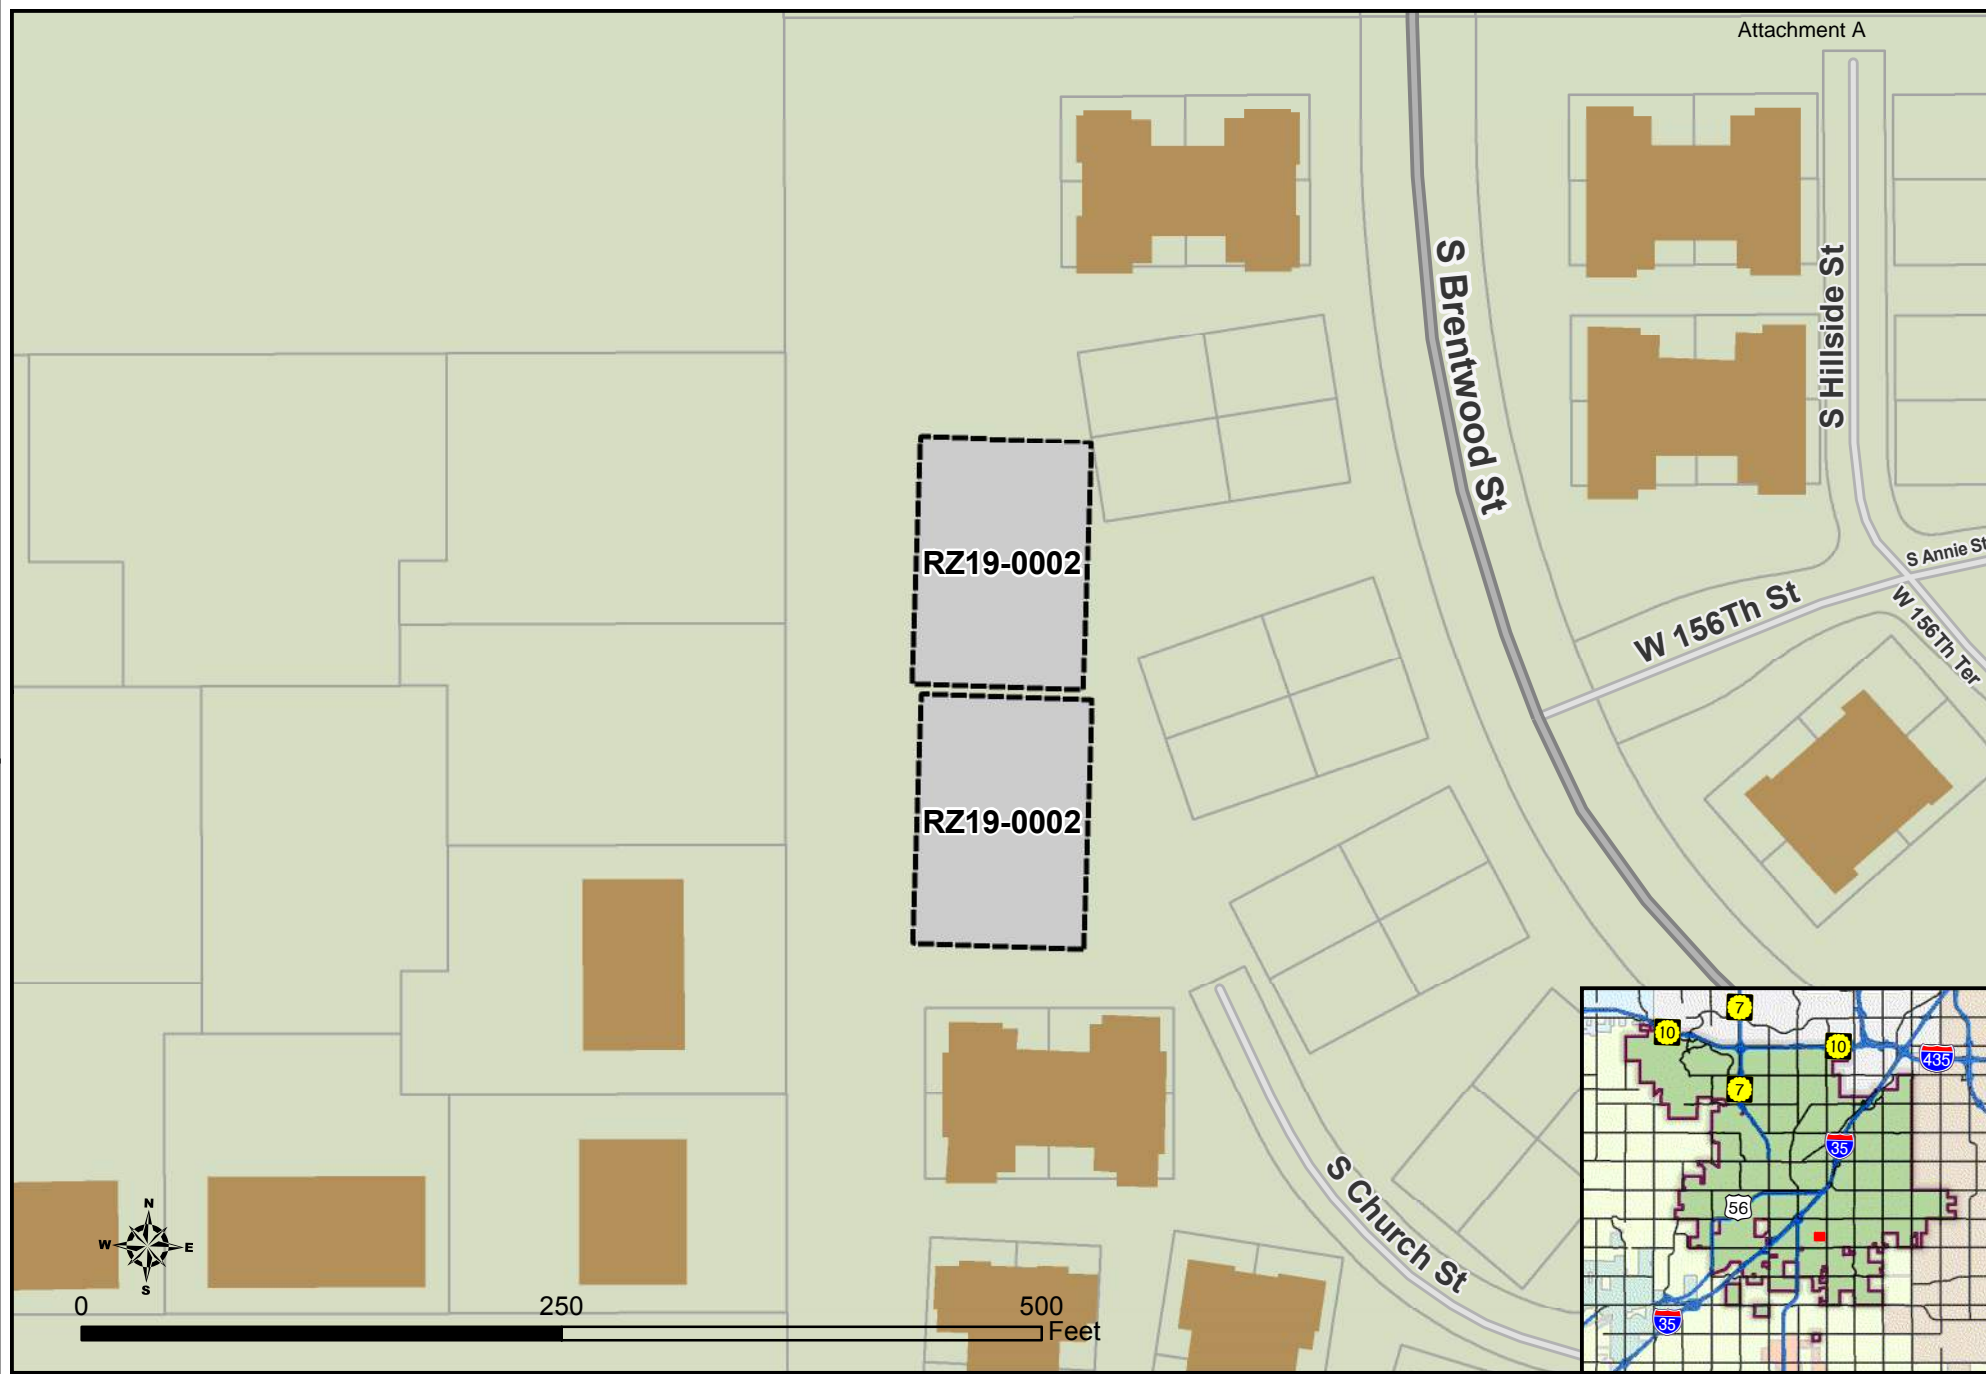 Attachment A
S Brentwood St
S Hillside St
S Annie St
W 156Th St
W 156Th Ter
RZ19-0002
RZ19-0002
S Church St
N
W E
S
0 250 500
Feet
7
10
10
435
7
35
56
35